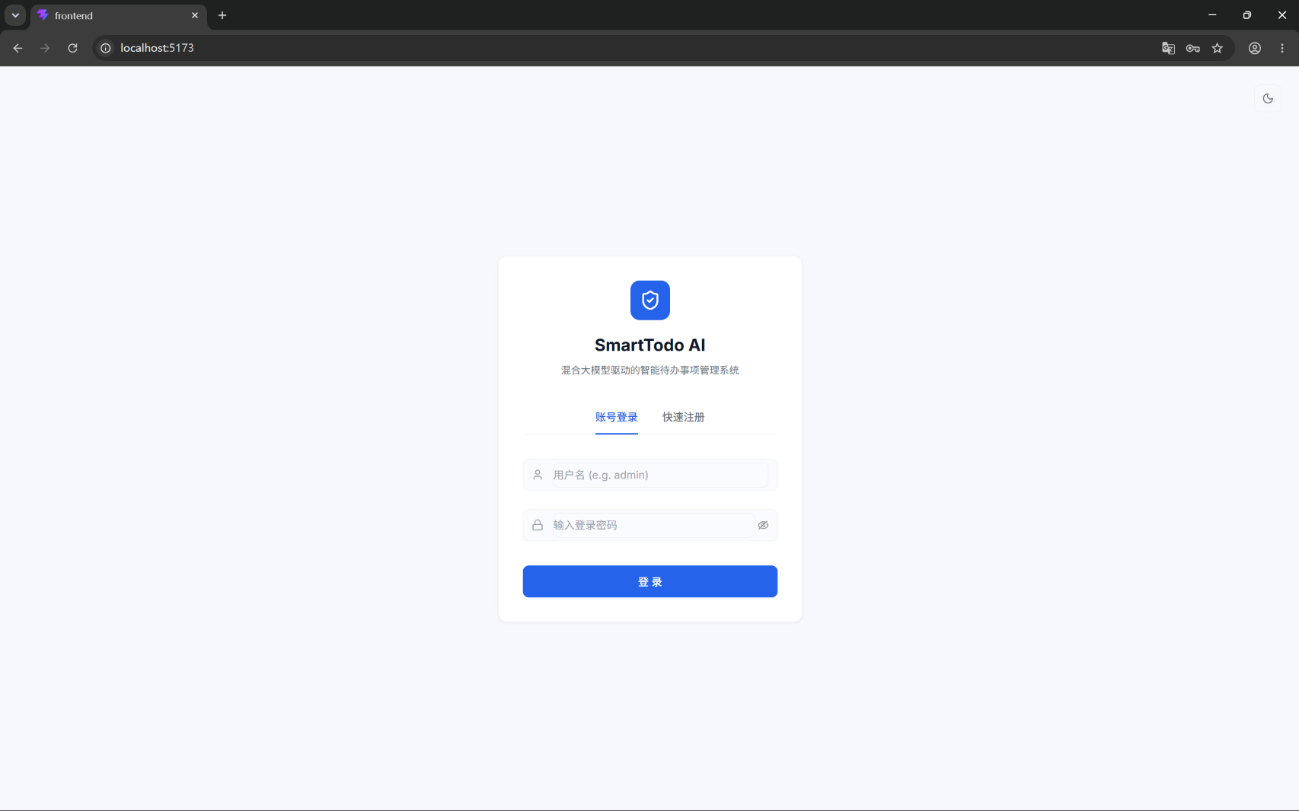 frontend
localhost:5173
SmartTodo AI
混合大模型驱动的智能待办事项管理系统
账号登录 快速注册
用户名 (e.g. admin)
输入登录密码
登 录